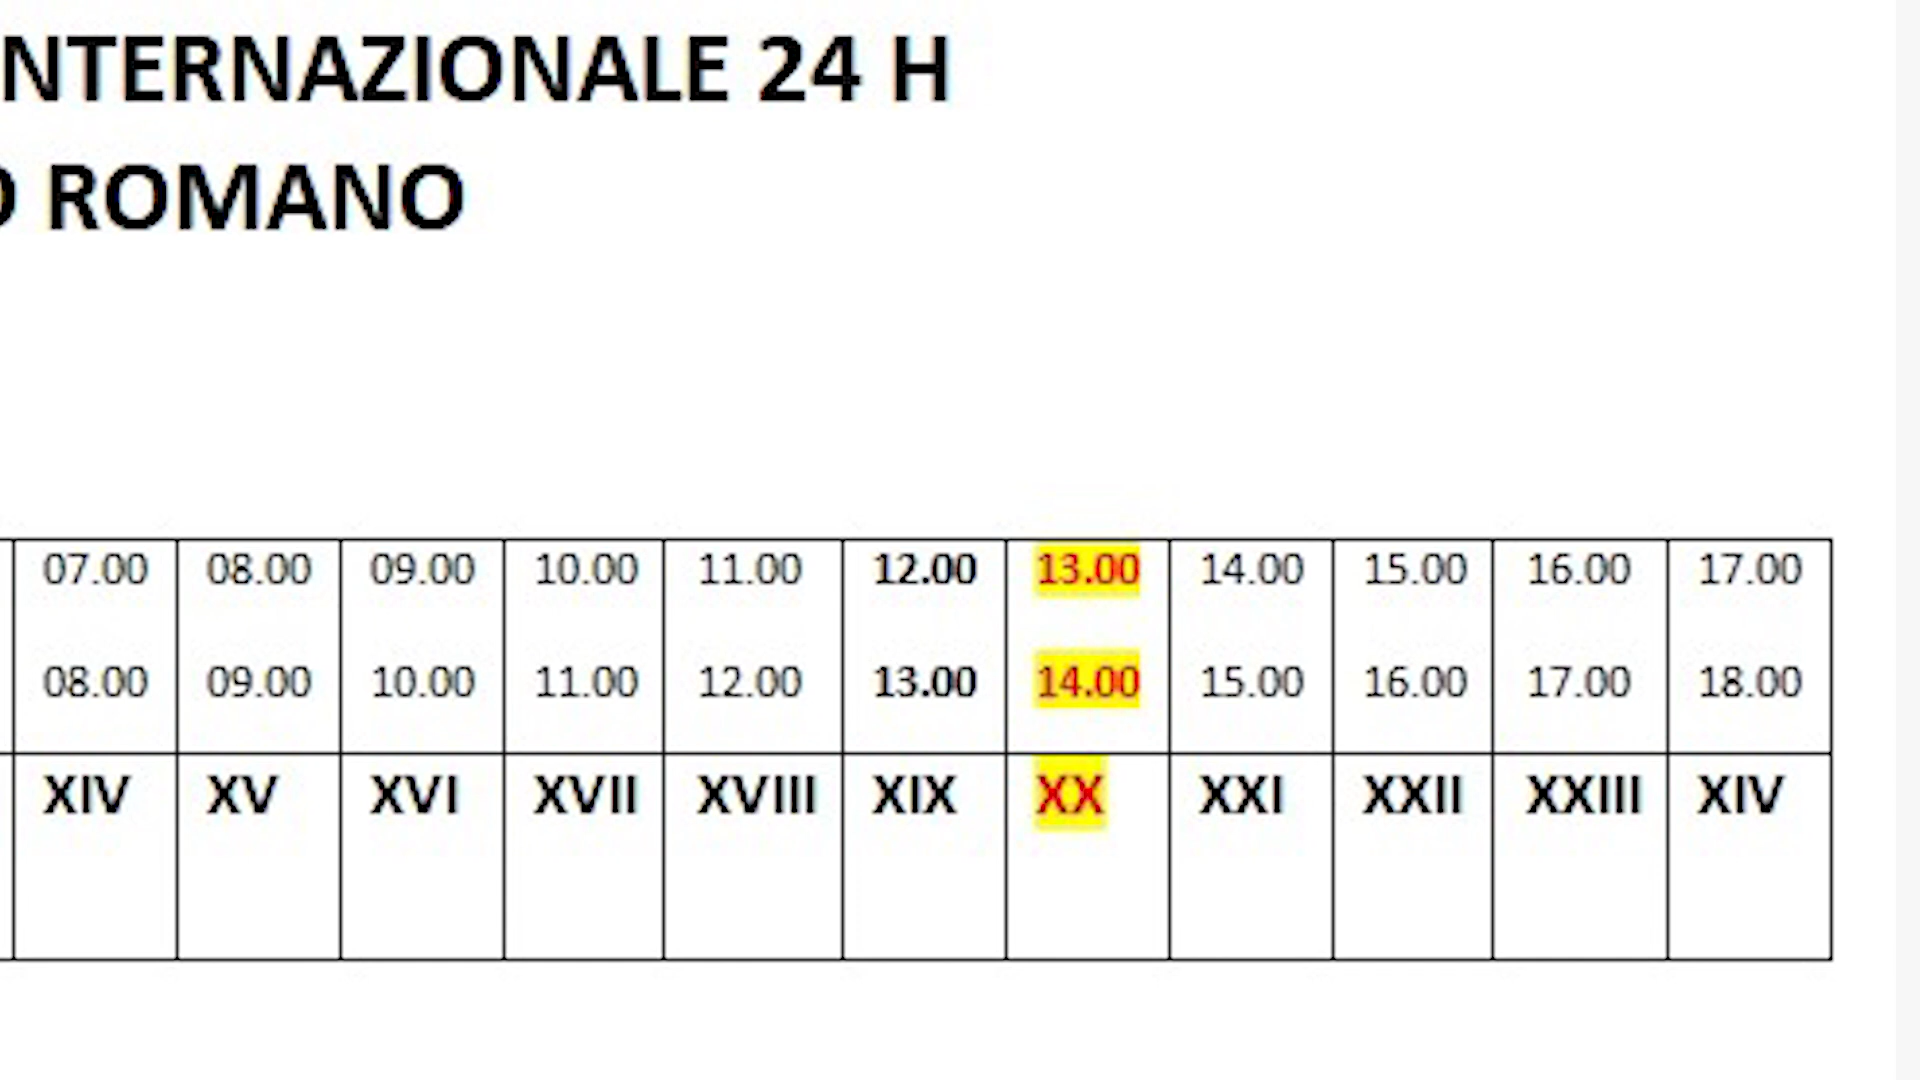 NTERNAZIONALE 24 H
O ROMANO
07.00 08.00 09.00 10.00 11.00 12.00 13.00 14.00 15.00 16.00 17.00
08.00 09.00 10.00 11.00 12.00 13.00 14.00 15.00 16.00 17.00 18.00
XIV XV XVI XVII XVIII XIX XX XXI XXII XXIII XIV